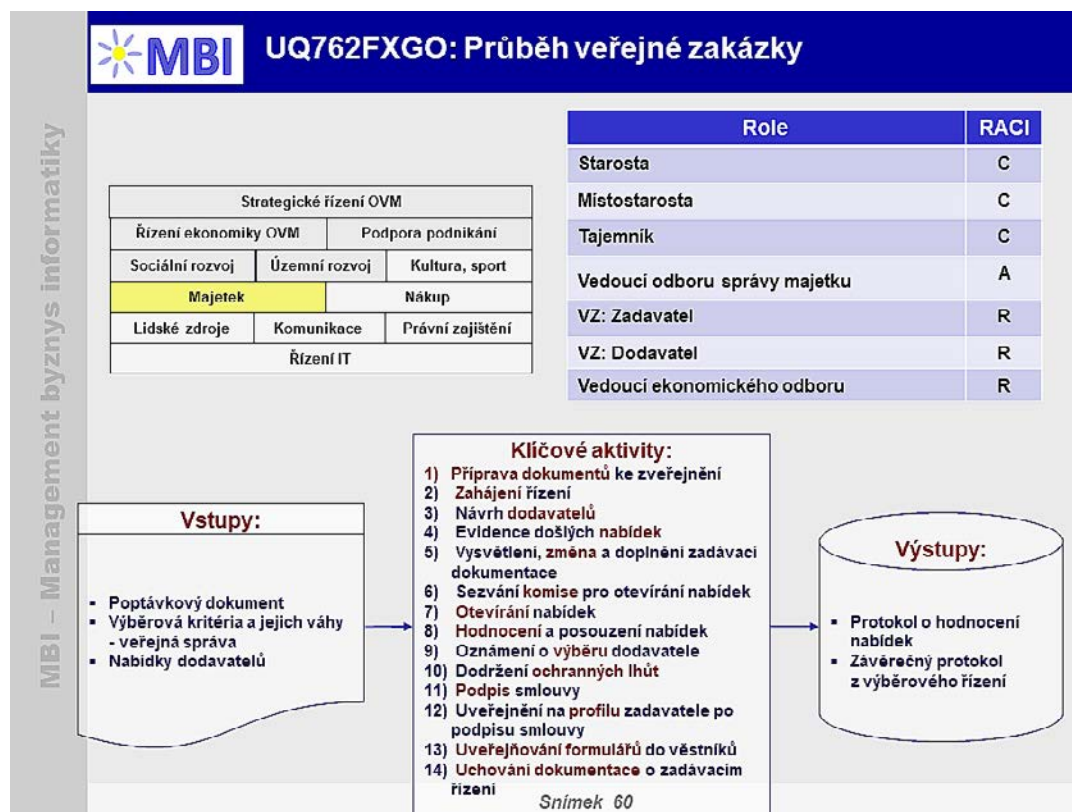 MBI
UQ762FXGO: Průběh veřejné zakázky
MBI – Management byznys informatiky
Role RACI
Starosta C
Místostarosta C
Tajemník C
Vedoucí odboru správy majetku A
VZ: Zadavatel R
VZ: Dodavatel R
Vedoucí ekonomického odboru R
Strategické řízení OVM
Řízení ekonomiky OVM Podpora podnikání
Sociální rozvoj Územní rozvoj Kultura, sport
Majetek Nákup
Lidské zdroje Komunikace Právní zajištění
Řízení IT
Vstupy:
▪ Poptávkový dokument
▪ Výběrová kritéria a jejich váhy
- veřejná správa
▪ Nabídky dodavatelů
Klíčové aktivity:
1) Příprava dokumentů ke zveřejnění
2) Zahájení řízení
3) Návrh dodavatelů
4) Evidence došlých nabídek
5) Vysvětlení, změna a doplnění zadávací
dokumentace
6) Sezvání komise pro otevírání nabídek
7) Otevírání nabídek
8) Hodnocení a posouzení nabídek
9) Oznámení o výběru dodavatele
10) Dodržení ochranných lhůt
11) Podpis smlouvy
12) Uveřejnění na profilu zadavatele po
podpisu smlouvy
13) Uveřejňování formulářů do věstníků
14) Uchování dokumentace o zadávacím
řízení
Výstupy:
▪ Protokol o hodnocení
nabídek
▪ Závěrečný protokol
z výběrového řízení
Snímek 60